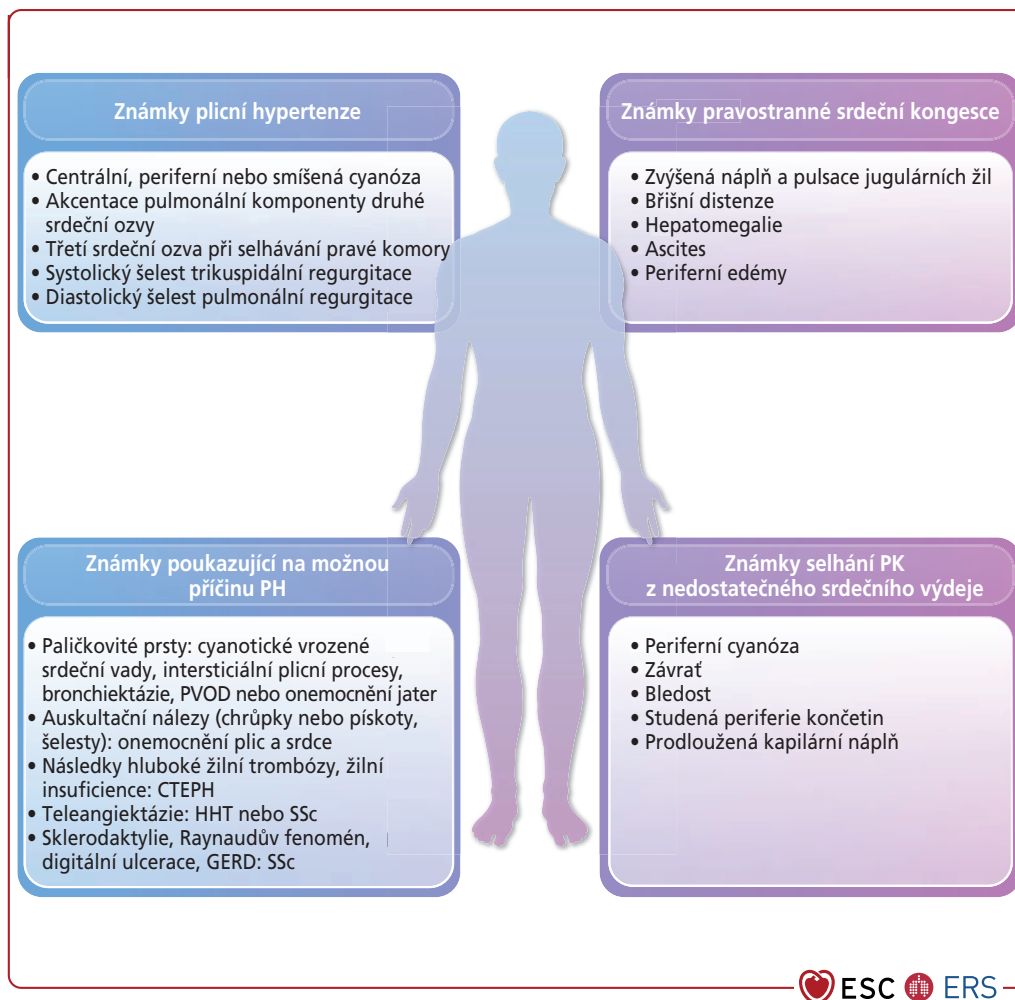 Známky plicní hypertenze
• Centrální, periferní nebo smíšená cyanóza
• Akcentace pulmonální komponenty druhé
srdeční ozvy
• Třetí srdeční ozva při selhávání pravé komory
• Systolický šelest trikuspidální regurgitace
• Diastolický šelest pulmonální regurgitace
Známky pravostranné srdeční kongesce
• Zvýšená náplň a pulsace jugulárních žil
• Břišní distenze
• Hepatomegalie
• Ascites
• Periferní edémy
Známky poukazující na možnou
příčinu PH
• Paličkovité prsty: cyanotické vrozené
srdeční vady, intersticiální plicní procesy,
bronchiektázie, PVOD nebo onemocnění jater
• Auskultační nálezy (chrůpky nebo pískoty,
šelesty): onemocnění plic a srdce
• Následky hluboké žilní trombózy, žilní
insuficience: CTEPH
• Teleangiektázie: HHT nebo SSc
• Sklerodaktylie, Raynaudův fenomén,
digitální ulcerace, GERD: SSc
Známky selhání PK
z nedostatečného srdečního výdeje
• Periferní cyanóza
• Závrať
• Bledost
• Studená periferie končetin
• Prodloužená kapilární náplň
ESC ERS